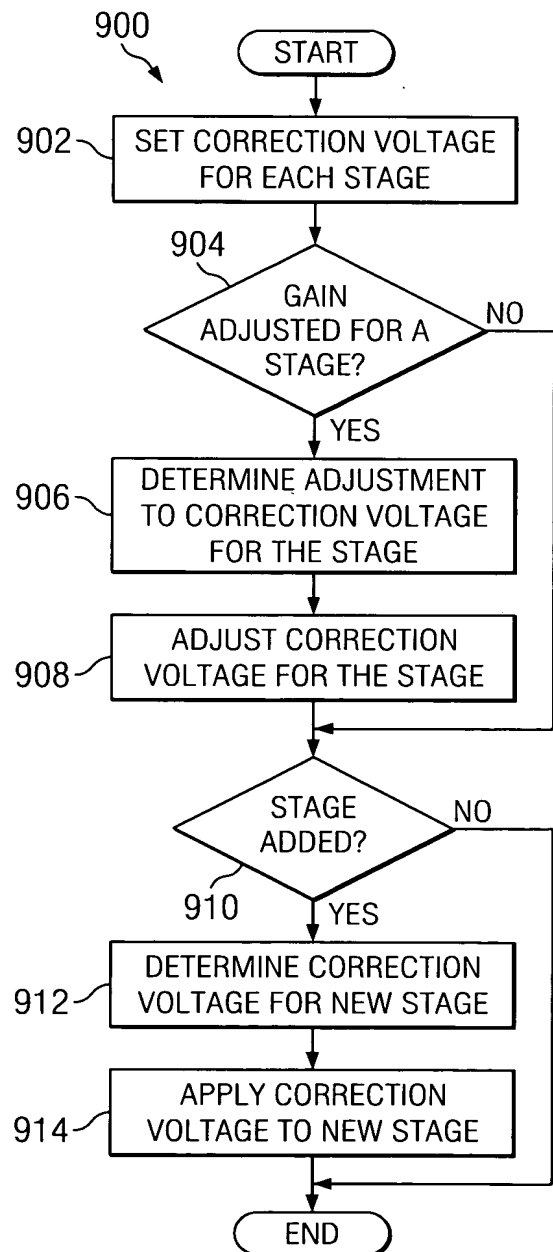 900
START
902
SET CORRECTION VOLTAGE
FOR EACH STAGE
904
GAIN
ADJUSTED FOR A
STAGE?
NO
YES
906
DETERMINE ADJUSTMENT
TO CORRECTION VOLTAGE
FOR THE STAGE
908
ADJUST CORRECTION
VOLTAGE FOR THE STAGE
STAGE
ADDED?
NO
910
YES
912
DETERMINE CORRECTION
VOLTAGE FOR NEW STAGE
914
APPLY CORRECTION
VOLTAGE TO NEW STAGE
END